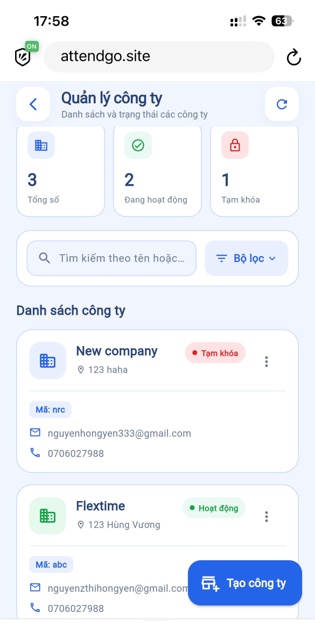 17:58
63
ON
attendgo.site
Quản lý công ty
Danh sách và trạng thái các công ty
3
2
1
Tổng số
Đang hoạt động
Tạm khóa
Tìm kiếm theo tên hoặc...
Bộ lọc
Danh sách công ty
New company
Tạm khóa
123 haha
Mã: nrc
nguyenhongyen333@gmail.com
0706027988
Flextime
Hoạt động
123 Hùng Vương
Mã: abc
nguyenzthihongyen@gmail.com
Tạo công ty
0706027988